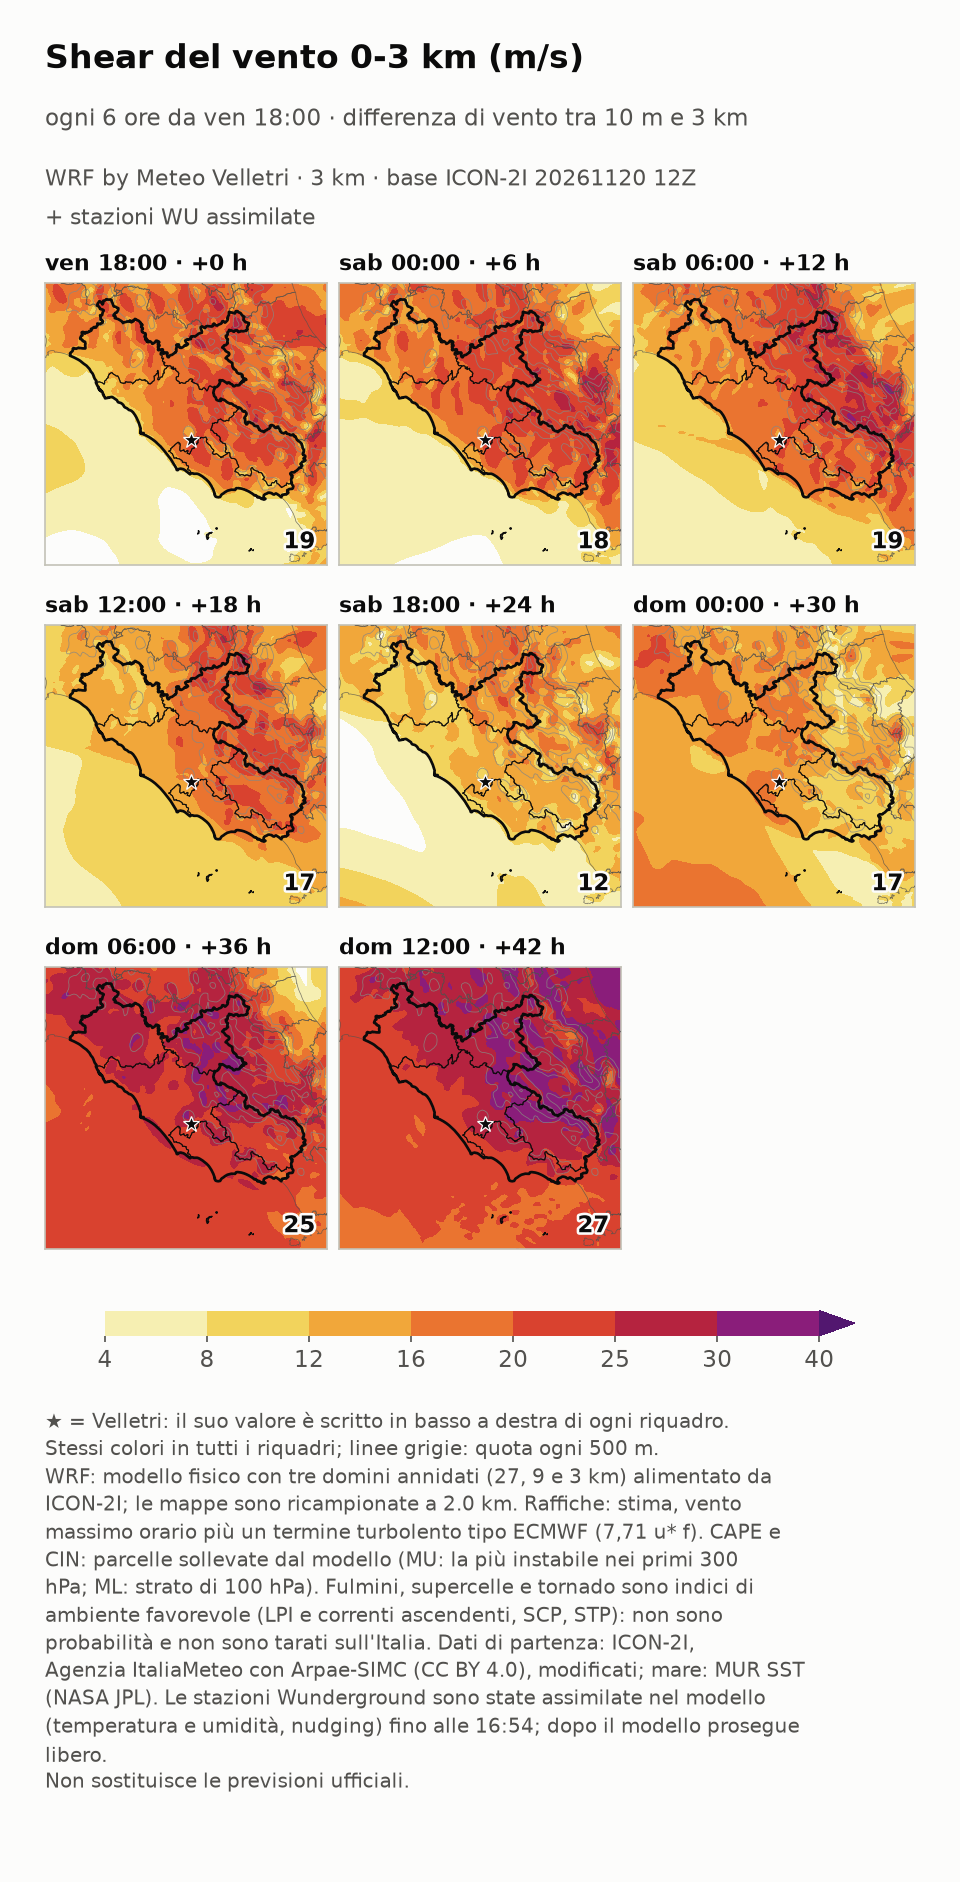 Shear del vento 0-3 km (m/s)
ogni 6 ore da ven 18:00 · differenza di vento tra 10 m e 3 km
WRF by Meteo Velletri · 3 km · base ICON-2I 20261120 12Z
+ stazioni WU assimilate
ven 18:00 · +0 h
sab 00:00 · +6 h
sab 06:00 · +12 h
19
18
19
sab 12:00 · +18 h
sab 18:00 · +24 h
dom 00:00 · +30 h
17
12
17
dom 06:00 · +36 h
dom 12:00 · +42 h
25
27
4 8 12 16 20 25 30 40
★ = Velletri: il suo valore è scritto in basso a destra di ogni riquadro.
Stessi colori in tutti i riquadri; linee grigie: quota ogni 500 m.
WRF: modello fisico con tre domini annidati (27, 9 e 3 km) alimentato da
ICON-2I; le mappe sono ricampionate a 2.0 km. Raffiche: stima, vento
massimo orario più un termine turbolento tipo ECMWF (7,71 u* f). CAPE e
CIN: parcelle sollevate dal modello (MU: la più instabile nei primi 300
hPa; ML: strato di 100 hPa). Fulmini, supercelle e tornado sono indici di
ambiente favorevole (LPI e correnti ascendenti, SCP, STP): non sono
probabilità e non sono tarati sull'Italia. Dati di partenza: ICON-2I,
Agenzia ItaliaMeteo con Arpae-SIMC (CC BY 4.0), modificati; mare: MUR SST
(NASA JPL). Le stazioni Wunderground sono state assimilate nel modello
(temperatura e umidità, nudging) fino alle 16:54; dopo il modello prosegue
libero.
Non sostituisce le previsioni ufficiali.